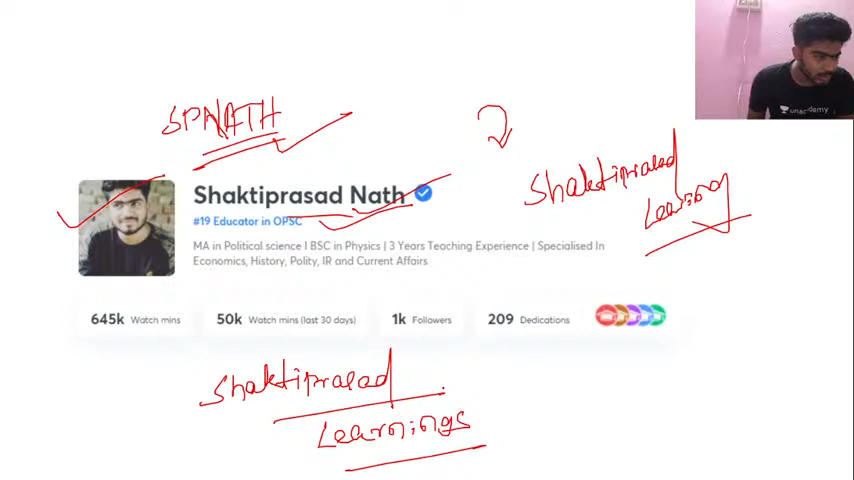 unacademy
SPNATH
Shaktiprasad
Learning
Shaktiprasad Nath
#19 Educator in OPSC
MA in Political science I BSC in Physics | 3 Years Teaching Experience | Specialised In
Economics, History, Polity, IR and Current Affairs
645k Watch mins
50k Watch mins (last 30 days)
1k Followers
209 Dedications
Shaktiprasad
Learnings